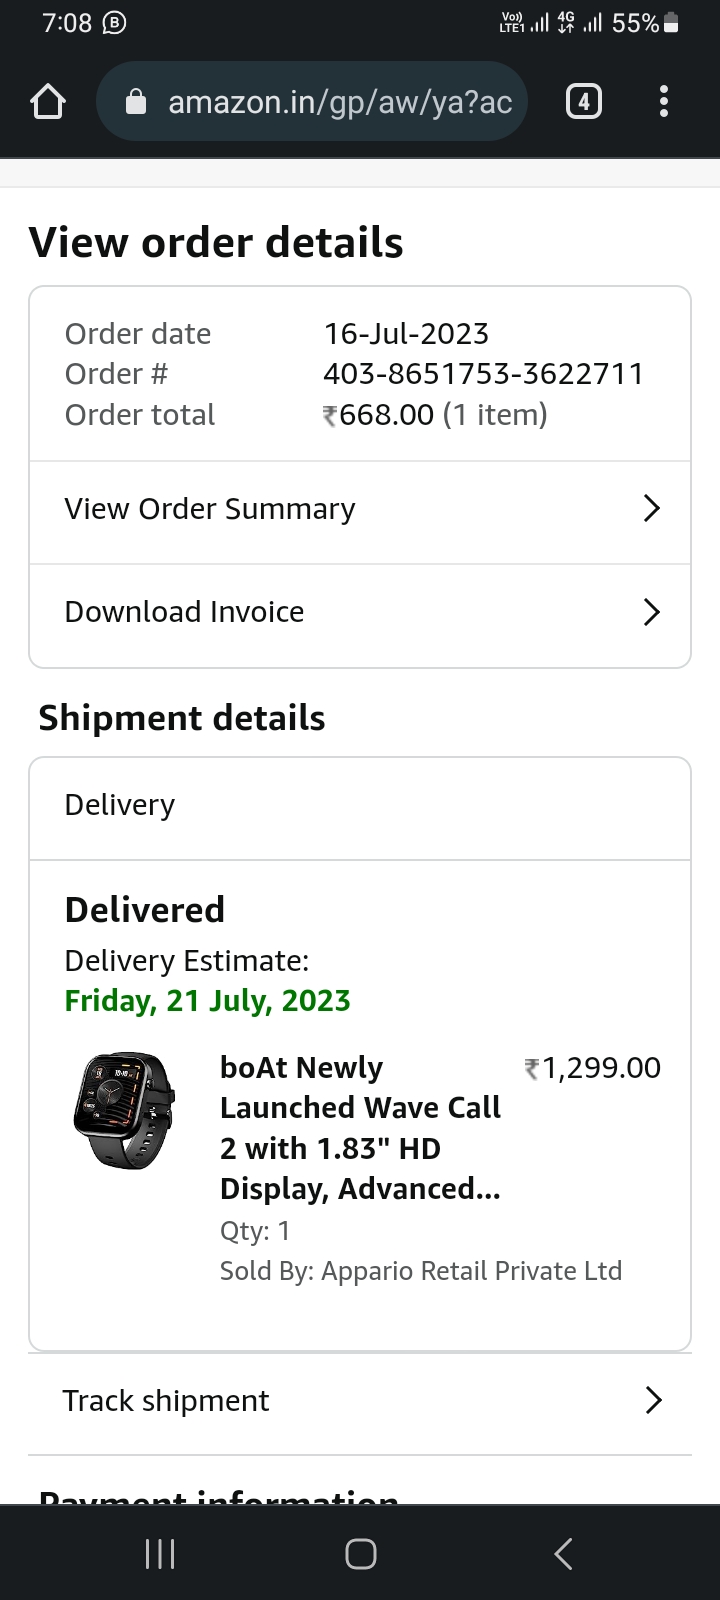 7:08
Vo)) LTE1 4G 55%
amazon.in/gp/aw/ya?ac
4
View order details
Order date 16-Jul-2023
Order # 403-8651753-3622711
Order total ₹668.00 (1 item)
View Order Summary
Download Invoice
Shipment details
Delivery
Delivered
Delivery Estimate:
Friday, 21 July, 2023
boAt Newly ₹1,299.00
Launched Wave Call
2 with 1.83" HD
Display, Advanced...
Qty: 1
Sold By: Appario Retail Private Ltd
Track shipment
Payment information